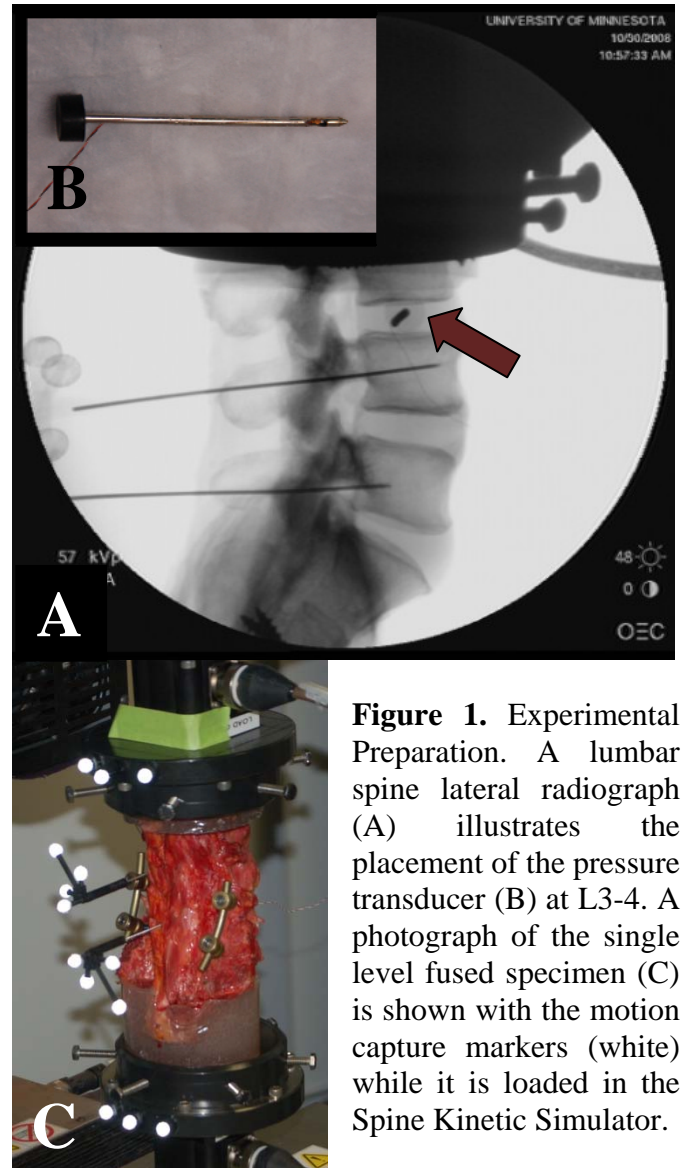 UNIVERSITY OF MINNESOTA
10/30/2008
10:57:33 AM
B
57 kVp
A
48
0
OEC
A
LOAD
C
Figure 1. Experimental
Preparation. A lumbar
spine lateral radiograph
(A) illustrates the
placement of the pressure
transducer (B) at L3-4. A
photograph of the single
level fused specimen (C)
is shown with the motion
capture markers (white)
while it is loaded in the
Spine Kinetic Simulator.